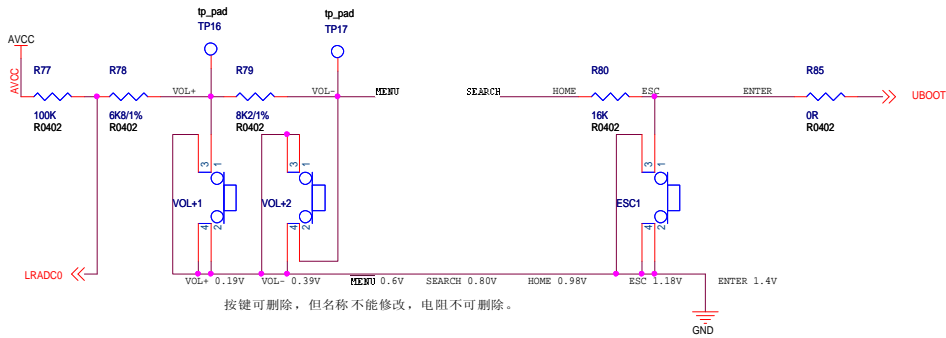 tp_pad
TP16
tp_pad
TP17
AVCC
AVCC
R77
R78
R79
R80
R85
VOL+
VOL-
MENU
SEARCH
HOME
ESC
ENTER
UBOOT
100K
R0402
6K8/1%
R0402
8K2/1%
R0402
16K
R0402
0R
R0402
3
1
4
2
VOL+1
3
1
4
2
VOL+2
3
1
4
2
ESC1
LRADC0
VOL+ 0.19V
VOL- 0.39V
MENU 0.6V
SEARCH 0.80V
HOME 0.98V
ESC 1.18V
ENTER 1.4V
按键可删除，但名称不能修改，电阻不可删除。
GND